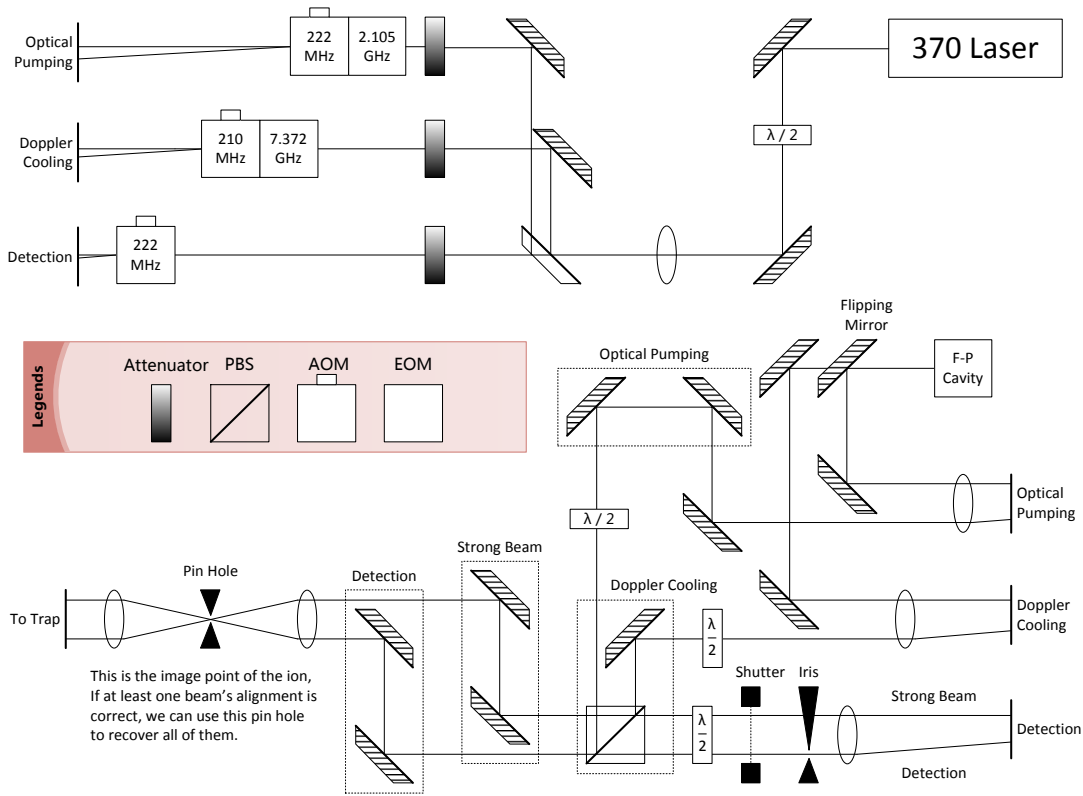 Optical
Pumping
222
MHz
2.105
GHz
370 Laser
Doppler
Cooling
210
MHz
7.372
GHz
λ / 2
Detection
222
MHz
Legends
Attenuator
PBS
AOM
EOM
Optical Pumping
Flipping
Mirror
F-P
Cavity
λ / 2
Optical
Pumping
Strong Beam
Pin Hole
Detection
Doppler Cooling
To Trap
λ
2
Doppler
Cooling
This is the image point of the ion,
If at least one beam's alignment is
correct, we can use this pin hole
to recover all of them.
Shutter
Iris
Strong Beam
λ
2
Detection
Detection